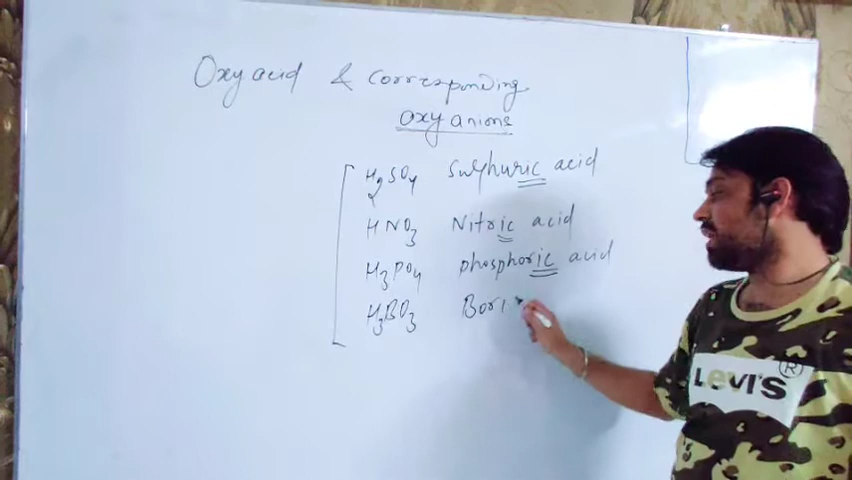 Oxyacid & corresponding
oxyanions
H2SO4 Sulphuric acid
HNO3 Nitric acid
H3PO4 phosphoric acid
H3BO3 Bori
LEVI'S ®